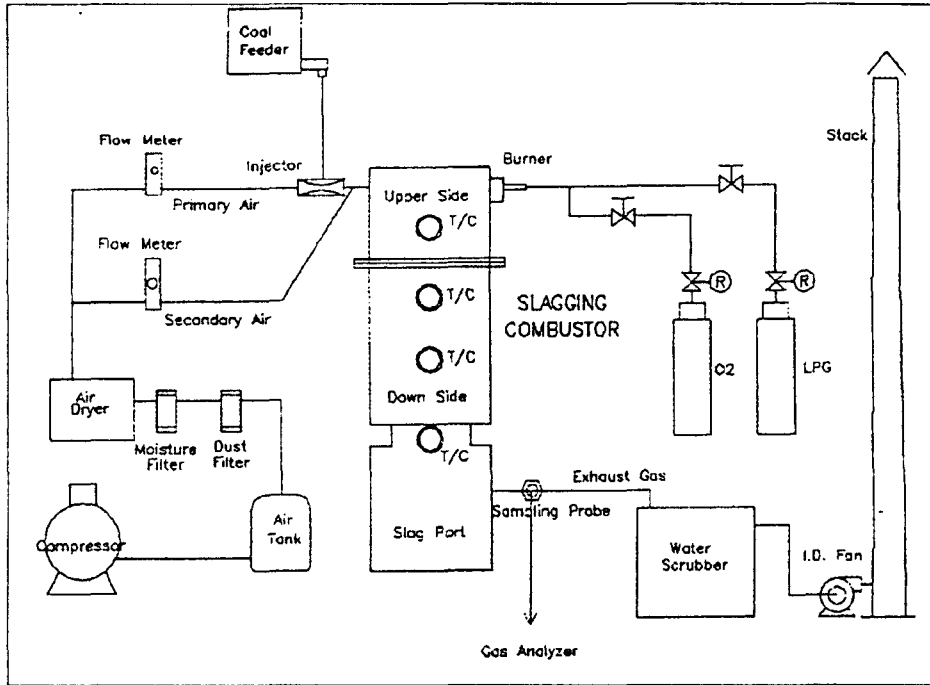 Coal
Feeder
Flow Meter
Injector
Primary Air
Flow Meter
Secondary Air
Burner
Stack
Upper Side
T/C
T/C
SLAGGING
COMBUSTOR
T/C
Down Side
T/C
R
R
O2
LPG
Air
Dryer
Moisture
Filter
Dust
Filter
Compressor
Air
Tank
Slag Port
Exhaust Gas
Sampling Probe
Water
Scrubber
I.D. Fan
Gas Analyzer